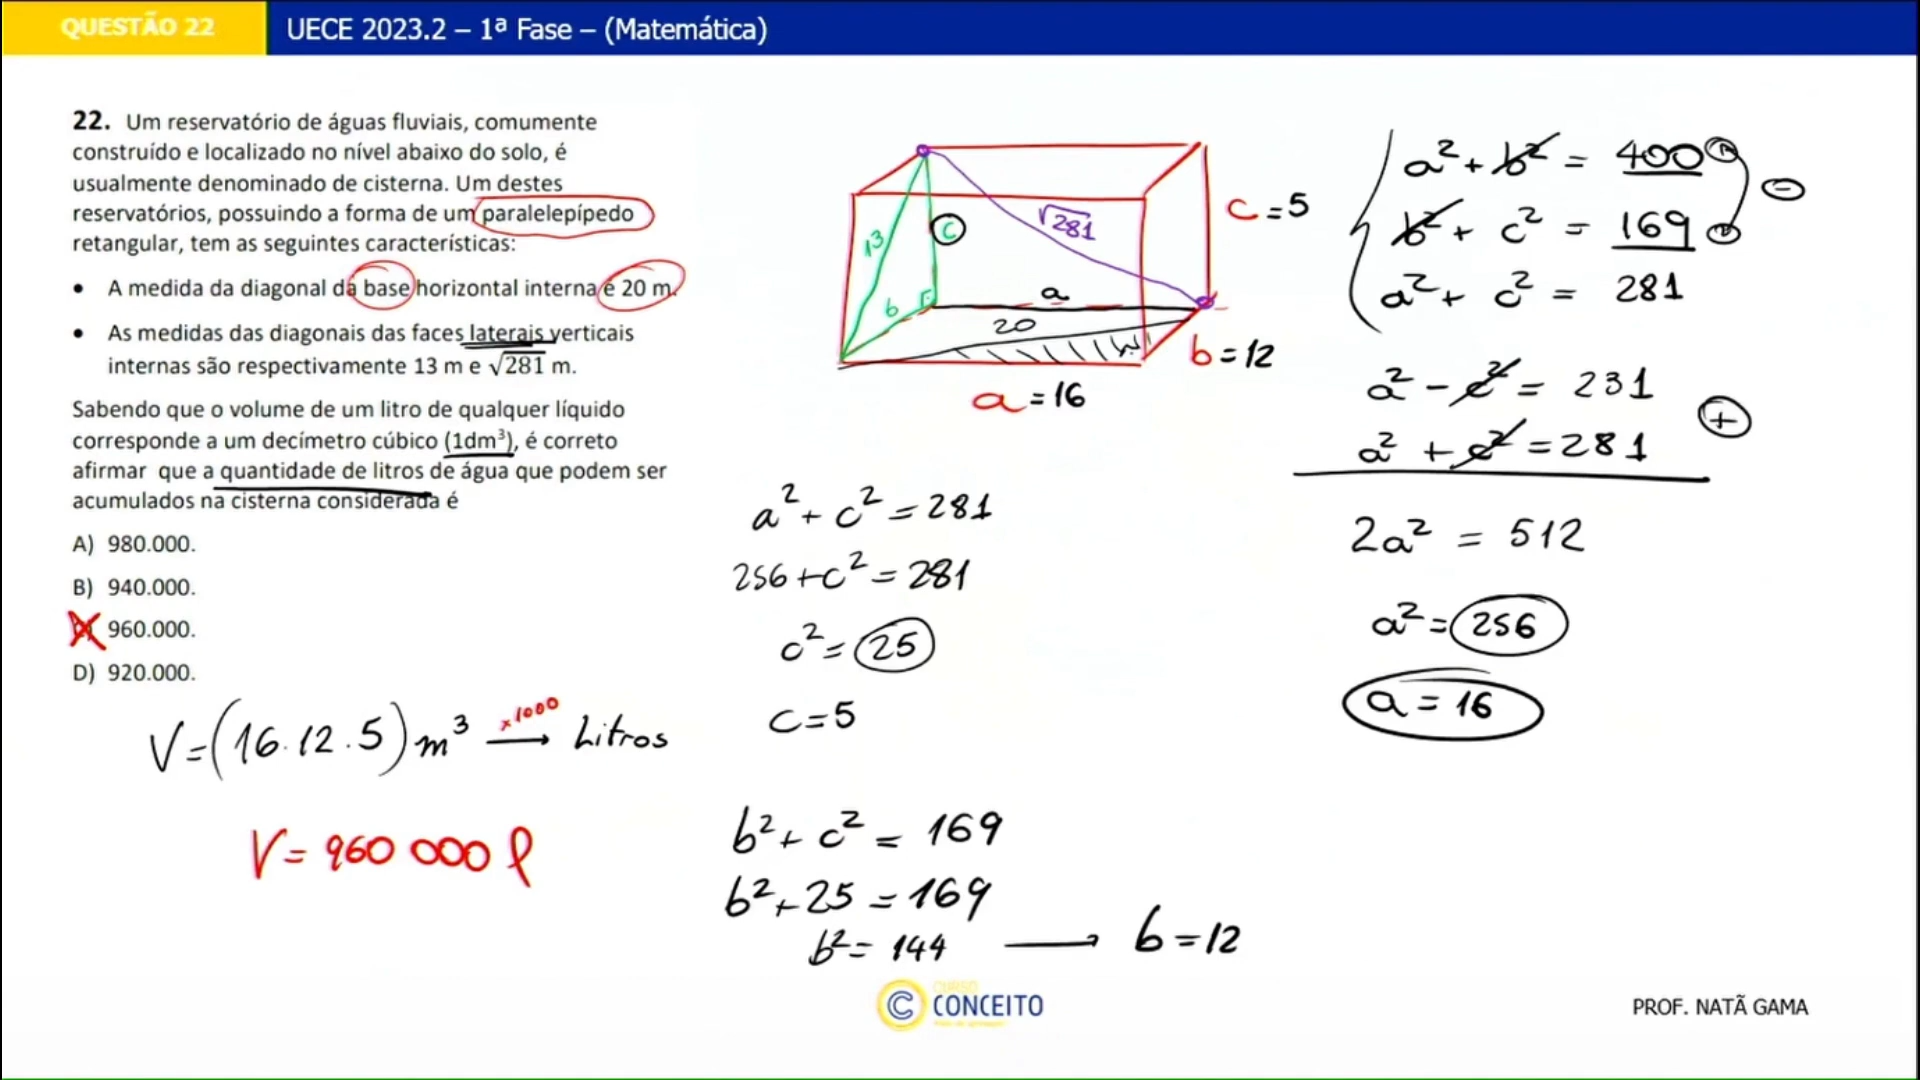 QUESTÃO 22
UECE 2023.2 – 1ª Fase – (Matemática)
22. Um reservatório de águas fluviais, comumente
construído e localizado no nível abaixo do solo, é
usualmente denominado de cisterna. Um destes
reservatórios, possuindo a forma de um paralelepípedo
retangular, tem as seguintes características:
• A medida da diagonal da base horizontal interna é 20 m.
• As medidas das diagonais das faces laterais verticais
internas são respectivamente 13 m e √281 m.
Sabendo que o volume de um litro de qualquer líquido
corresponde a um decímetro cúbico (1dm³), é correto
afirmar que a quantidade de litros de água que podem ser
acumulados na cisterna considerada é
A) 980.000.
B) 940.000.
960.000.
D) 920.000.
V=(16.12.5)m³ ×1000 → Litros
V= 960 000 l
13
C
√281
c=5
b
a
20
b=12
a=16
a²+c²=281
256+c²=281
c²=25
c=5
b²+c²=169
b²+25=169
b²=144 → b=12
a²+b²=400
b²+c²=169
−
a²+c²=281
a²−c²=231
a²+c²=281
+
2a²=512
a²=256
a=16
CURSO
CONCEITO
PROF. NATÃ GAMA